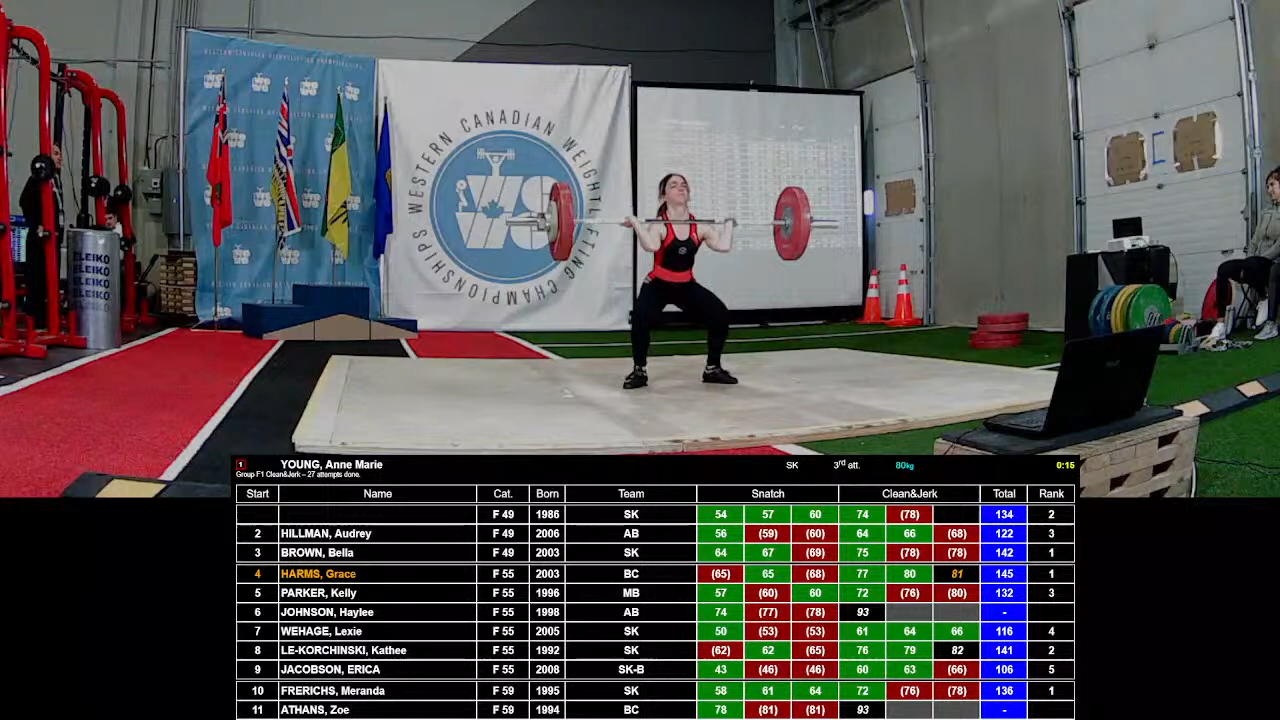 WESTERN CANADIAN WEIGHTLIFTING CHAMPIONSHIPS
ELEIKO
ELEIKO
ELEIKO
1 YOUNG, Anne Marie SK 3rd att. 80kg 0:15
Group F1 Clean&Jerk – 27 attempts done.
Start Name Cat. Born Team Snatch Clean&Jerk Total Rank
F 49 1986 SK 54 57 60 74 (78) 134 2
2 HILLMAN, Audrey F 49 2006 AB 56 (59) (60) 64 66 (68) 122 3
3 BROWN, Bella F 49 2003 SK 64 67 (69) 75 (78) (78) 142 1
4 HARMS, Grace F 55 2003 BC (65) 65 (68) 77 80 81 145 1
5 PARKER, Kelly F 55 1996 MB 57 (60) 60 72 (76) (80) 132 3
6 JOHNSON, Haylee F 55 1998 AB 74 (77) (78) 93 -
7 WEHAGE, Lexie F 55 2005 SK 50 (53) (53) 61 64 66 116 4
8 LE-KORCHINSKI, Kathee F 55 1992 SK (62) 62 (65) 76 79 82 141 2
9 JACOBSON, ERICA F 55 2008 SK-B 43 (46) (46) 60 63 (66) 106 5
10 FRERICHS, Meranda F 59 1995 SK 58 61 64 72 (76) (78) 136 1
11 ATHANS, Zoe F 59 1994 BC 78 (81) (81) 93 -